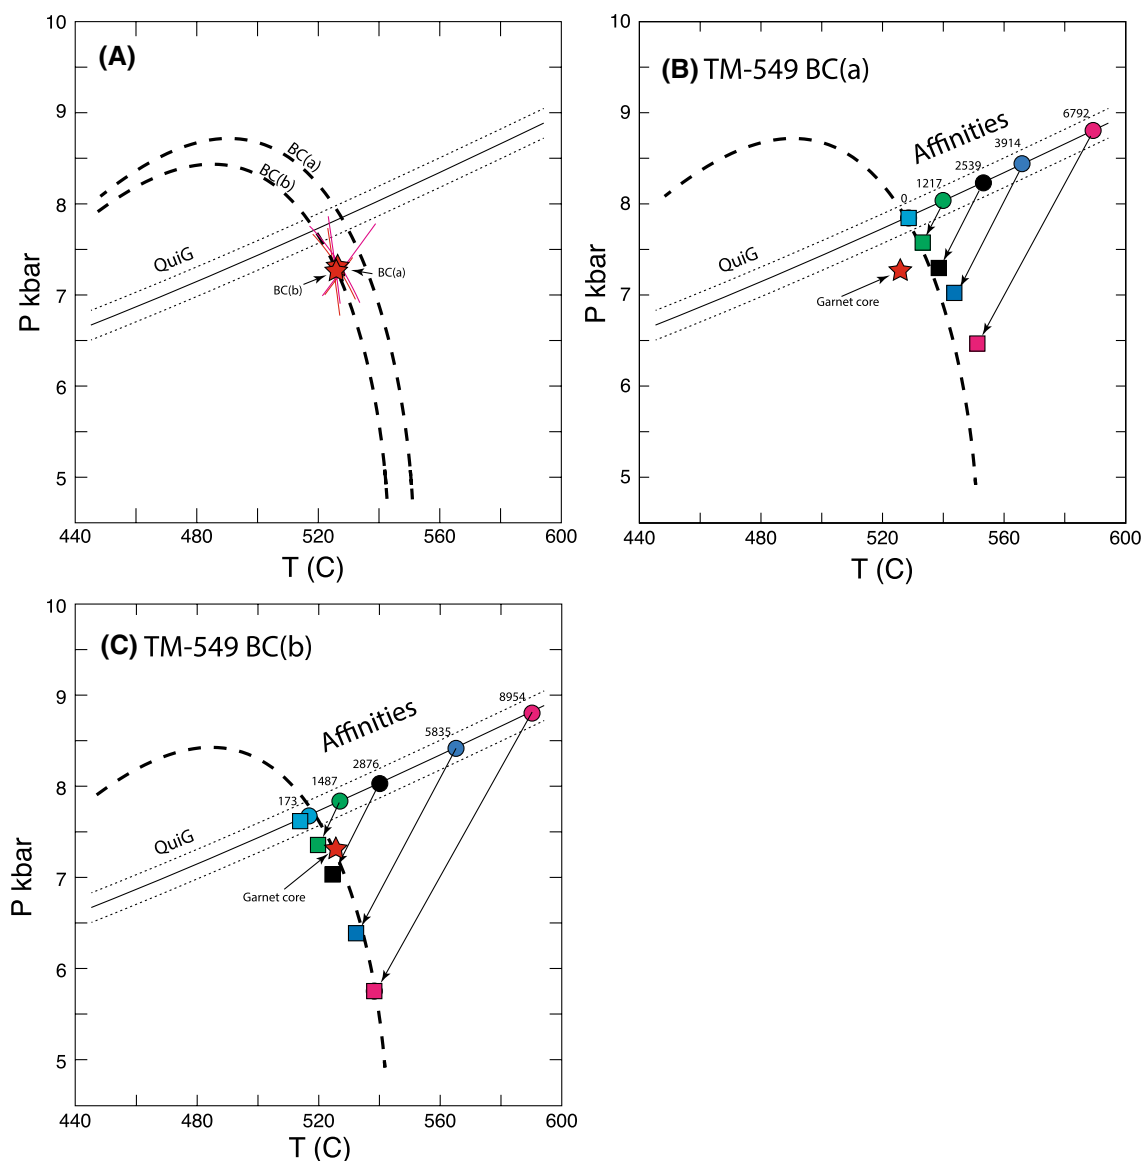 (A)
10
9
8
7
6
5
P kbar
440
480
520
560
600
T (C)
BC(a)
BC(b)
QuiG
BC(a)
BC(b)
(B) TM-549 BC(a)
10
9
8
7
6
5
P kbar
440
480
520
560
600
T (C)
Affinities
6792
3914
2539
1217
0
QuiG
Garnet core
(C) TM-549 BC(b)
10
9
8
7
6
5
P kbar
440
480
520
560
600
T (C)
Affinities
8954
5835
2876
1487
173
QuiG
Garnet core